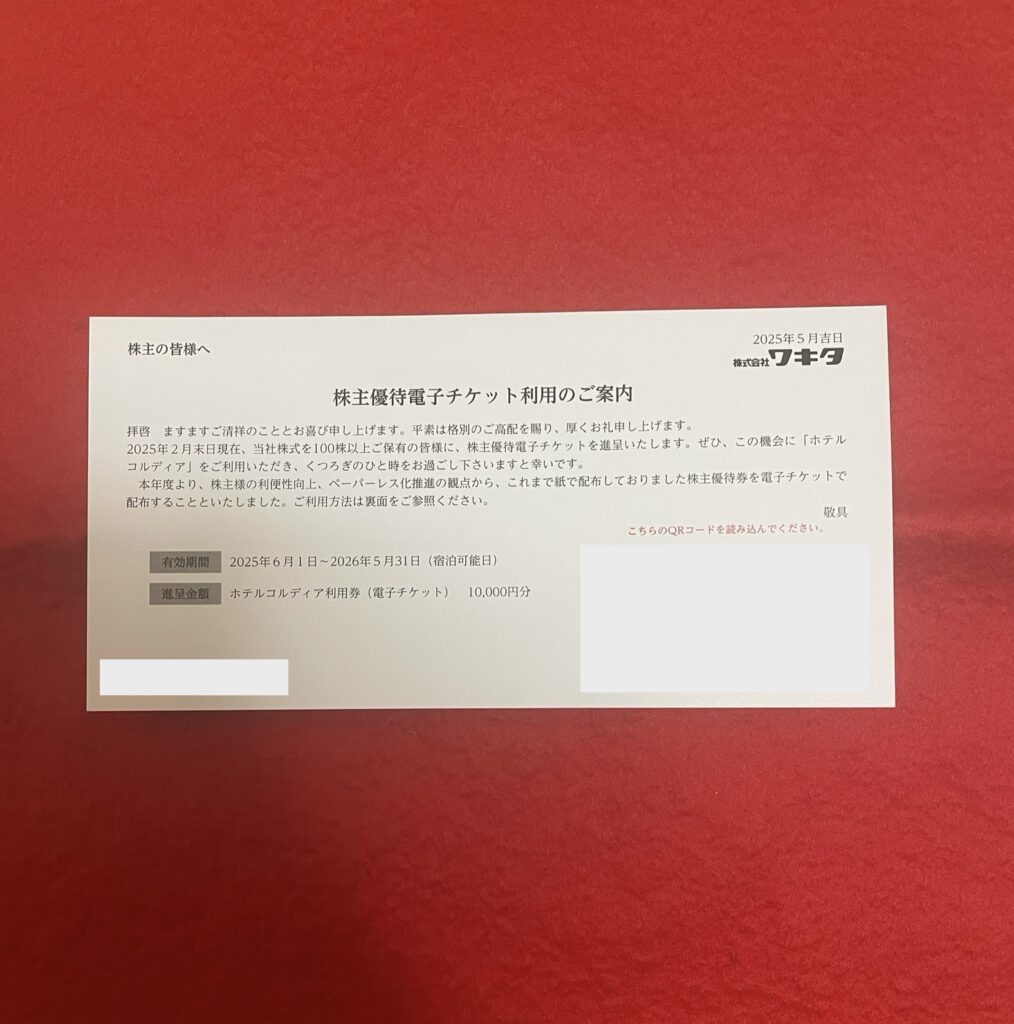 株主の皆様へ
2025年5月吉日
株式会社ワキタ
株主優待電子チケット利用のご案内
拝啓　ますますご清祥のこととお喜び申し上げます。平素は格別のご高配を賜り、厚くお礼申し上げます。
2025年2月末日現在、当社株式を100株以上ご保有の皆様に、株主優待電子チケットを進呈いたします。ぜひ、この機会に「ホテル
コルディア」をご利用いただき、くつろぎのひと時をお過ごし下さいますと幸いです。
　本年度より、株主様の利便性向上、ペーパーレス化推進の観点から、これまで紙で配布しておりました株主優待券を電子チケットで
配布することといたしました。ご利用方法は裏面をご参照ください。
敬具
こちらのQRコードを読み込んでください。
有効期間　2025年6月1日～2026年5月31日（宿泊可能日）
進呈金額　ホテルコルディア利用券（電子チケット）　10,000円分